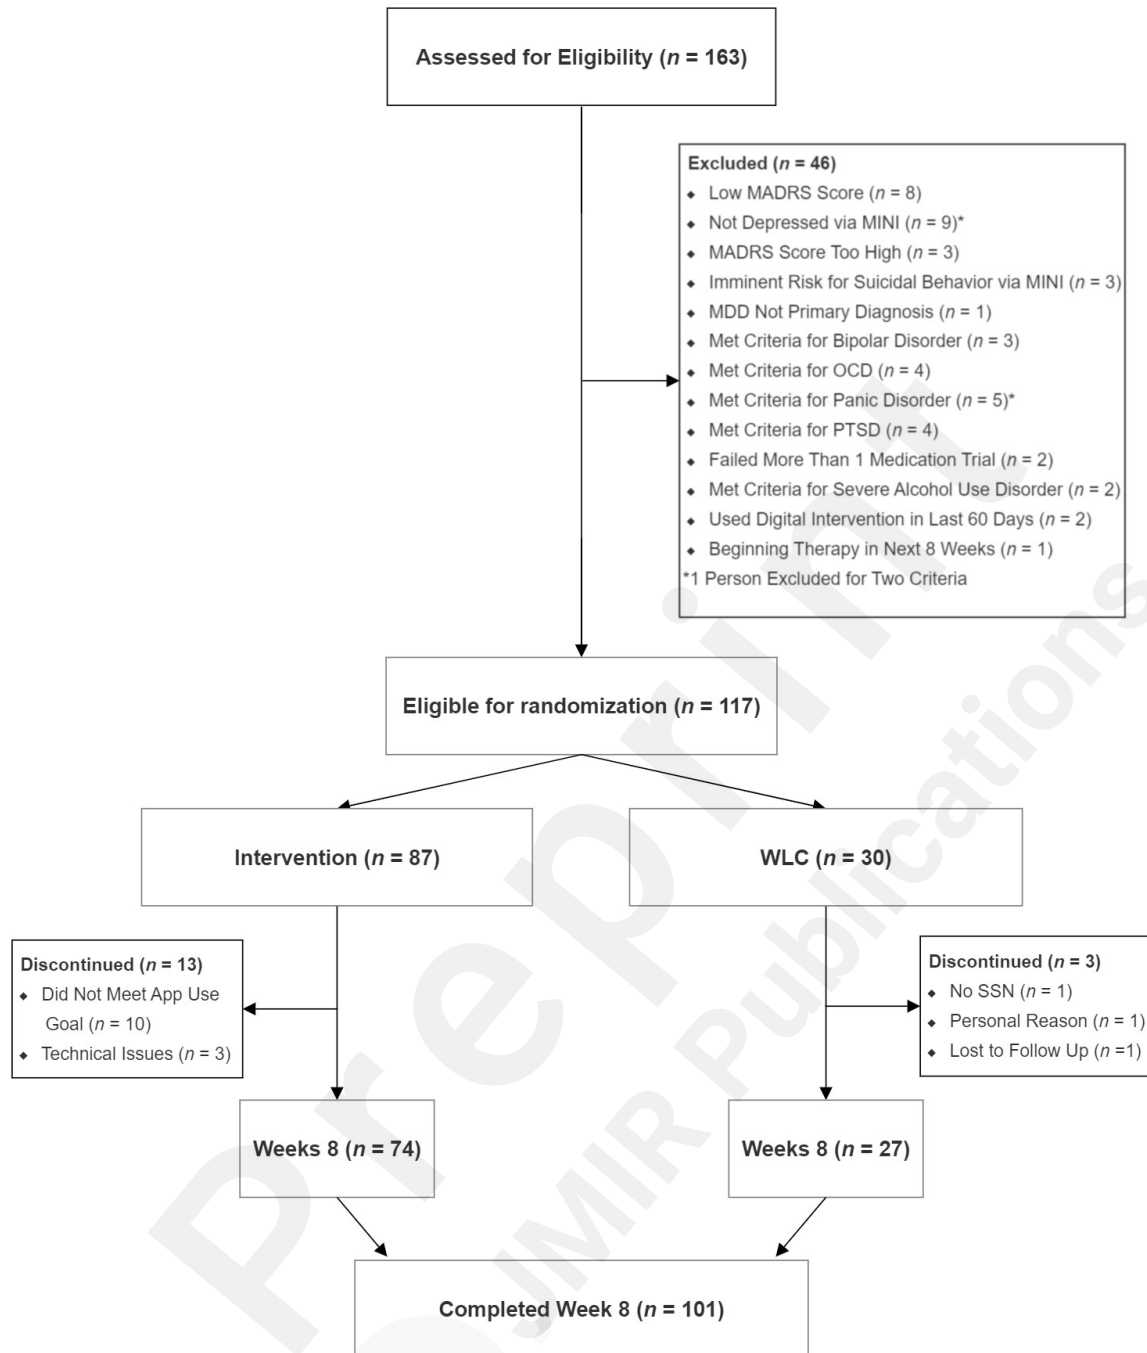 Assessed for Eligibility (n = 163)
Excluded (n = 46)
◆ Low MADRS Score (n = 8)
◆ Not Depressed via MINI (n = 9)*
◆ MADRS Score Too High (n = 3)
◆ Imminent Risk for Suicidal Behavior via MINI (n = 3)
◆ MDD Not Primary Diagnosis (n = 1)
◆ Met Criteria for Bipolar Disorder (n = 3)
◆ Met Criteria for OCD (n = 4)
◆ Met Criteria for Panic Disorder (n = 5)*
◆ Met Criteria for PTSD (n = 4)
◆ Failed More Than 1 Medication Trial (n = 2)
◆ Met Criteria for Severe Alcohol Use Disorder (n = 2)
◆ Used Digital Intervention in Last 60 Days (n = 2)
◆ Beginning Therapy in Next 8 Weeks (n = 1)
*1 Person Excluded for Two Criteria
Eligible for randomization (n = 117)
Intervention (n = 87)
WLC (n = 30)
Discontinued (n = 13)
◆ Did Not Meet App Use
Goal (n = 10)
◆ Technical Issues (n = 3)
Discontinued (n = 3)
◆ No SSN (n = 1)
◆ Personal Reason (n = 1)
◆ Lost to Follow Up (n =1)
Weeks 8 (n = 74)
Weeks 8 (n = 27)
Completed Week 8 (n = 101)
Preprint
JMIR Publications